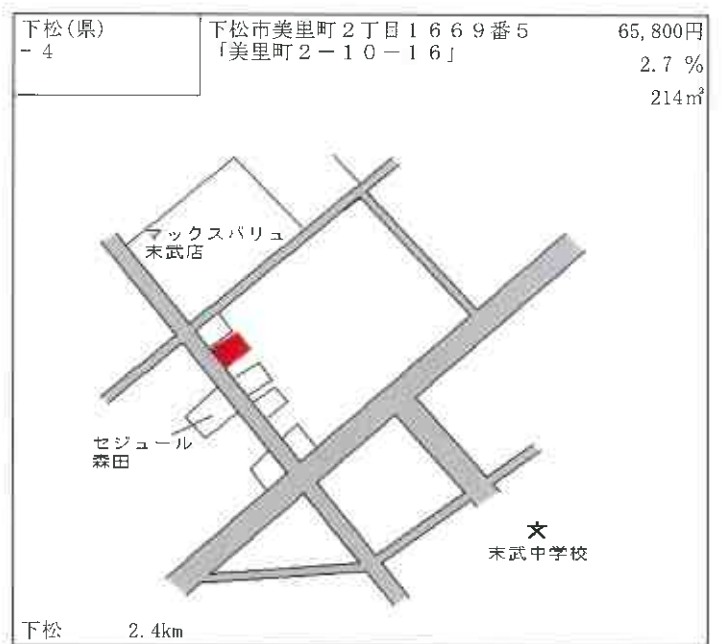 下松(県)
- 4
下松市美里町２丁目１６６９番５
「美里町２－１０－１６」
65,800円
2.7 %
214㎡
マックスバリュ
末武店
セジュール
森田
文
末武中学校
下松 2.4km